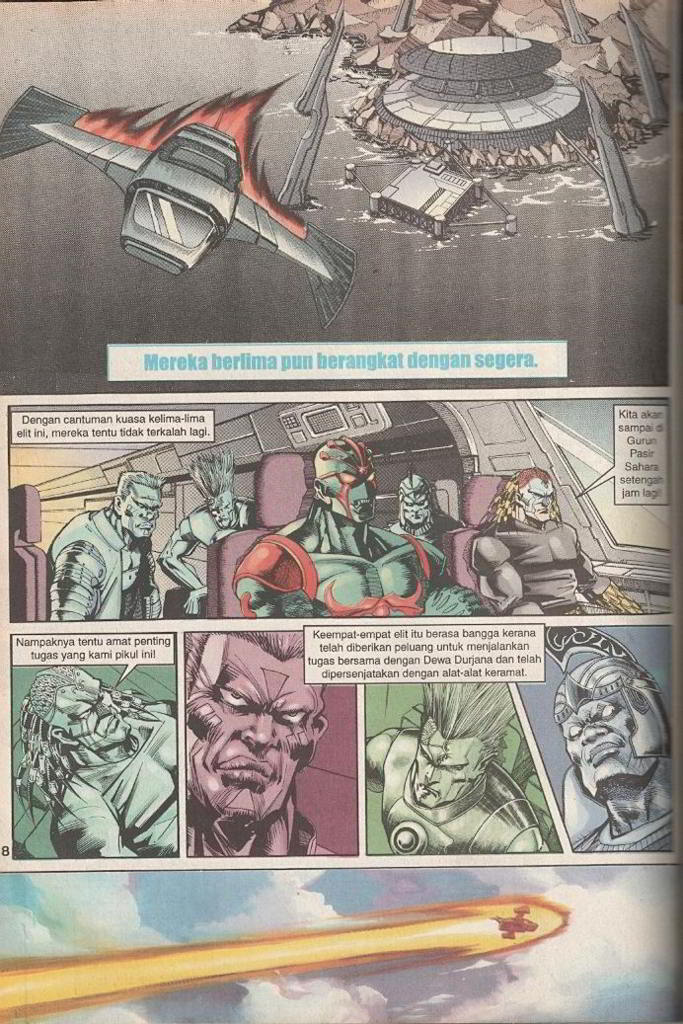 Mereka berlima pun berangkat dengan segera.
Dengan cantuman kuasa kelima-lima
elit ini, mereka tentu tidak terkalah lagi.
Kita akan
sampai di
Gurun
Pasir
Sahara
setengah
jam lagi!
Nampaknya tentu amat penting
tugas yang kami pikul ini!
Keempat-empat elit itu berasa bangga kerana
telah diberikan peluang untuk menjalankan
tugas bersama dengan Dewa Durjana dan telah
dipersenjatakan dengan alat-alat keramat.
8